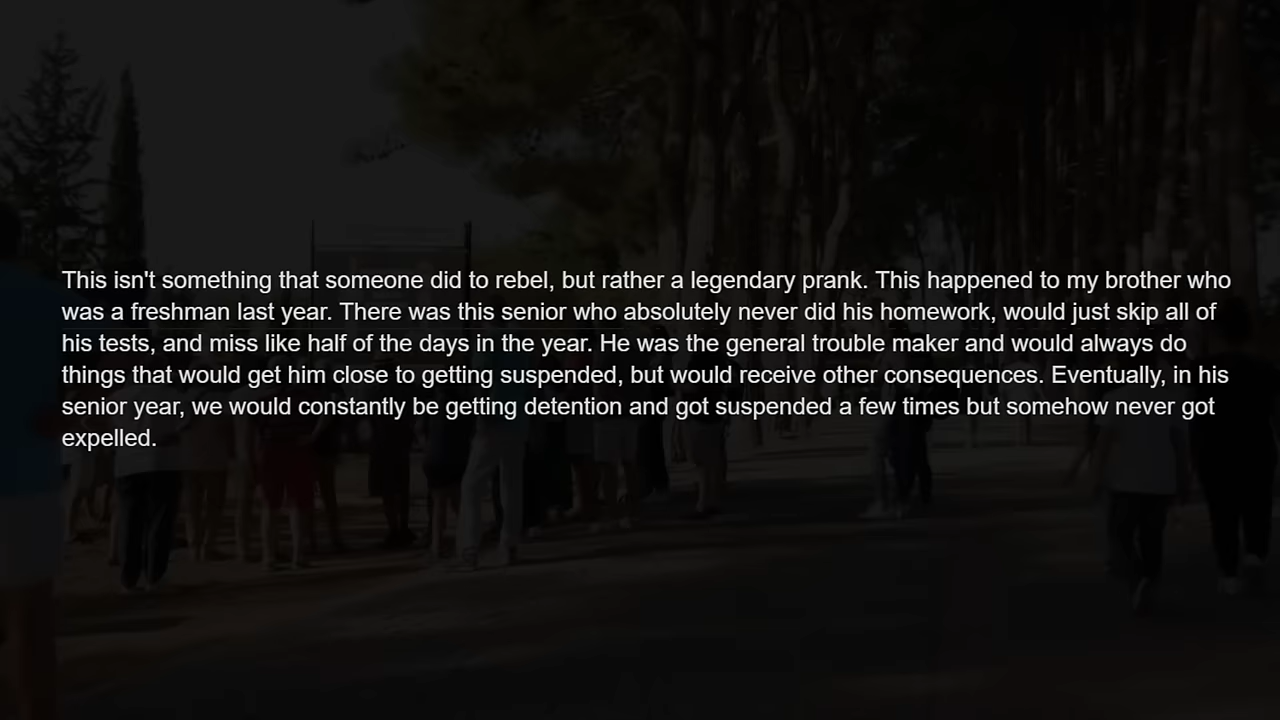 This isn't something that someone did to rebel, but rather a legendary prank. This happened to my brother who
was a freshman last year. There was this senior who absolutely never did his homework, would just skip all of
his tests, and miss like half of the days in the year. He was the general trouble maker and would always do
things that would get him close to getting suspended, but would receive other consequences. Eventually, in his
senior year, we would constantly be getting detention and got suspended a few times but somehow never got
expelled.